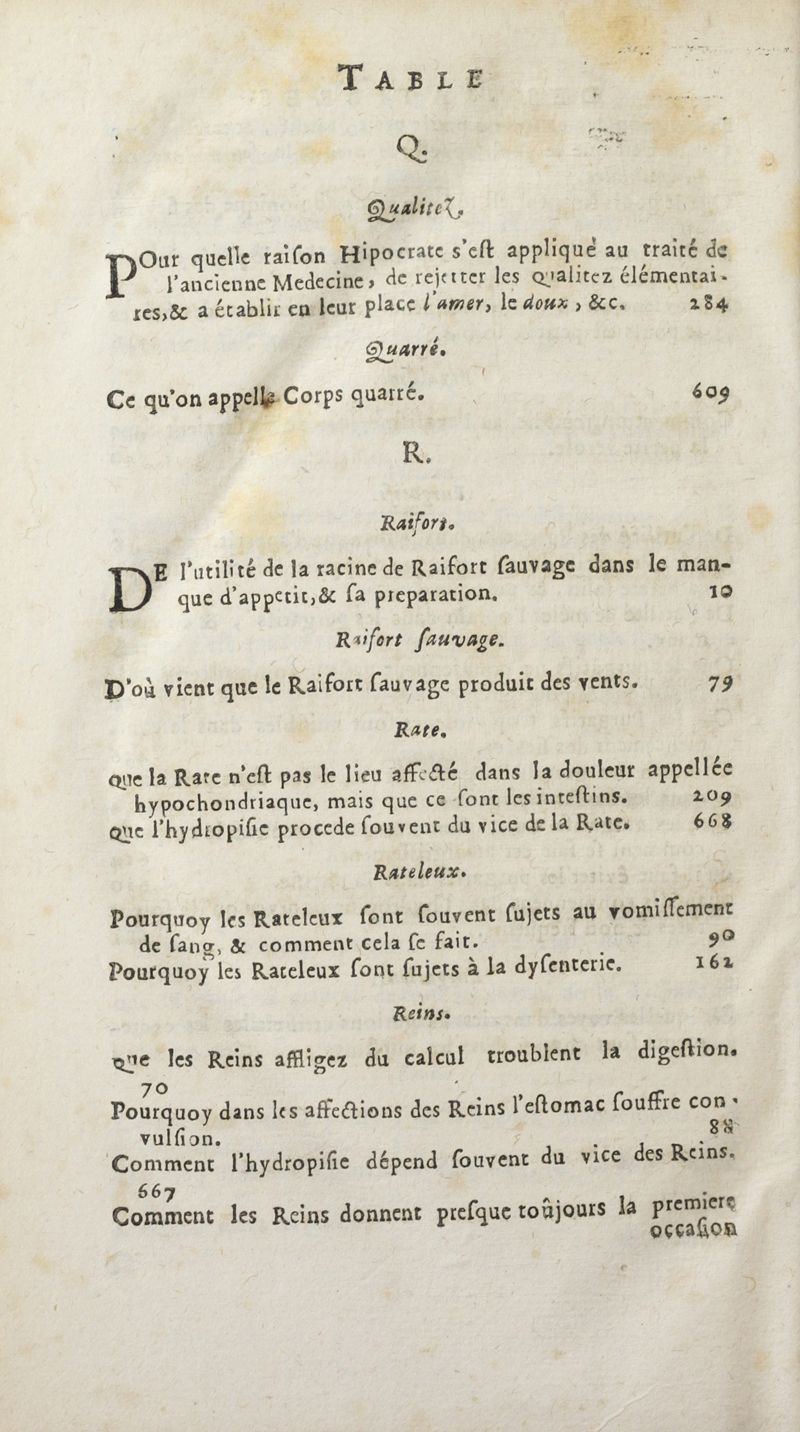 TABLE
Q.
Qualitez,
POur quelle raiſon Hipocrate s'eſt appliqué au traité de
l'ancienne Medecine, de rejetter les Qualitez élémentai-
res,& a établir en leur place l'amer, le doux, &c. 284
Quarré.
Ce qu'on appelle Corps quarré. 609
R.
Raifort.
DE l'utilité de la racine de Raifort ſauvage dans le man-
que d'appetit,& ſa preparation. 10
Raifort ſauvage.
D'où vient que le Raifort ſauvage produit des vents. 79
Rate.
Que la Rate n'eſt pas le lieu affecté dans la douleur appellée
hypochondriaque, mais que ce ſont les inteſtins. 209
Que l'hydropiſie procede ſouvent du vice de la Rate. 668
Rateleux.
Pourquoy les Rateleux ſont ſouvent ſujets au vomiſſement
de ſang, & comment cela ſe fait. 90
Pourquoy les Rateleux ſont ſujets à la dyſenterie. 162
Reins.
Que les Reins affligez du calcul troublent la digeſtion.
70
Pourquoy dans les affections des Reins l'eſtomac ſouffre con-
vulſion. 88
Comment l'hydropiſie dépend ſouvent du vice des Reins.
667
Comment les Reins donnent preſque toûjours la premiere
occaſion